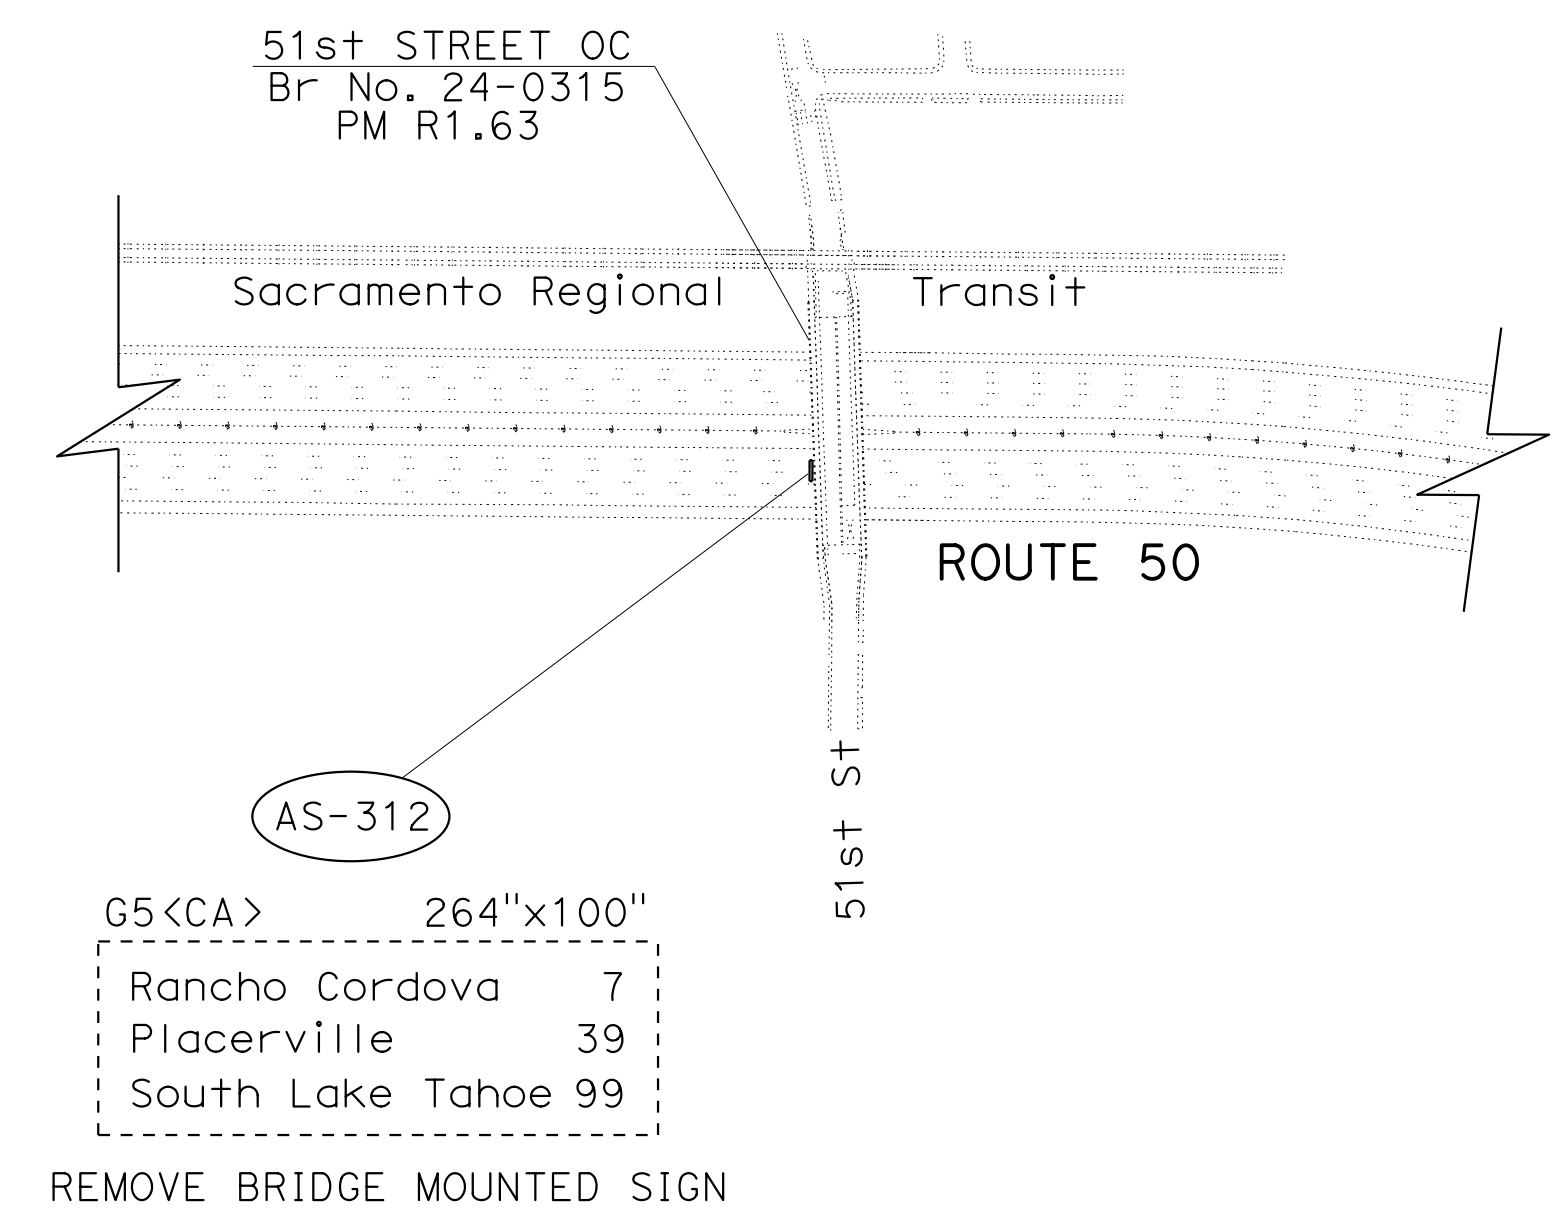 51st STREET OC
Br No. 24-0315
PM R1.63
Sacramento Regional Transit
ROUTE 50
51st St
AS-312
G5<CA> 264"x100"
Rancho Cordova 7
Placerville 39
South Lake Tahoe 99
REMOVE BRIDGE MOUNTED SIGN